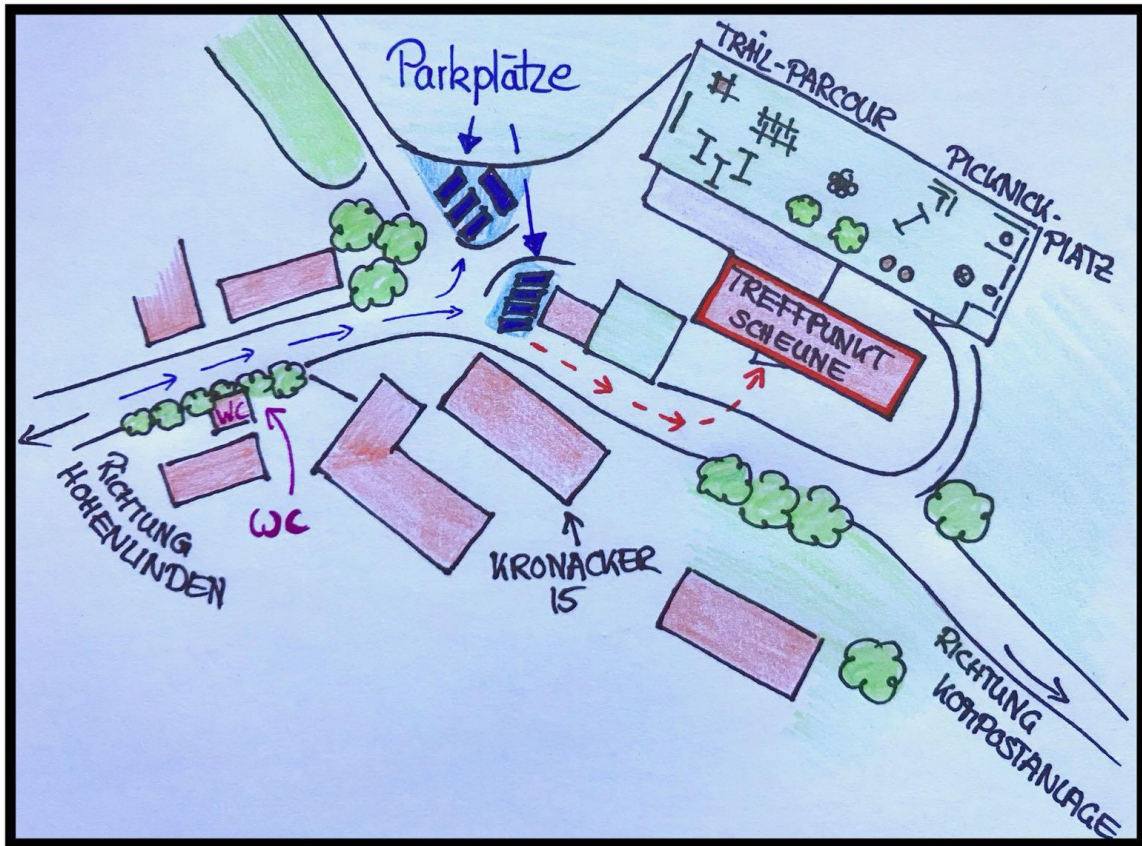 Parkplätze
TRAIL-PARCOUR
PICKNICK-
PLATZ
TREFFPUNKT
SCHEUNE
WC
WC
RICHTUNG
HOHENLINDEN
KRONACKER
15
RICHTUNG
KOMPOSTANLAGE